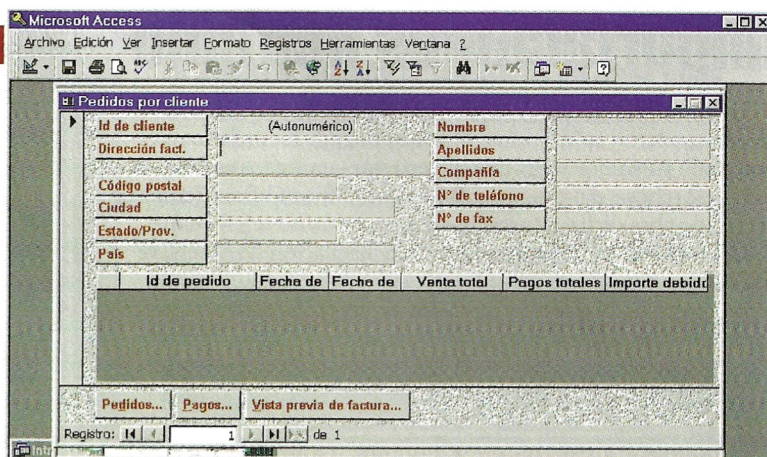 Microsoft Access
Archivo Edición Ver Insertar Formato Registros Herramientas Ventana ?
Pedidos por cliente
Id de cliente (Autonumérico) Nombre
Dirección fact. Apellidos
Compañía
Código postal Nº de teléfono
Ciudad Nº de fax
Estado/Prov.
País
Id de pedido Fecha de Fecha de Venta total Pagos totales Importe debido
Pedidos... Pagos... Vista previa de factura...
Registro: 1 de 1